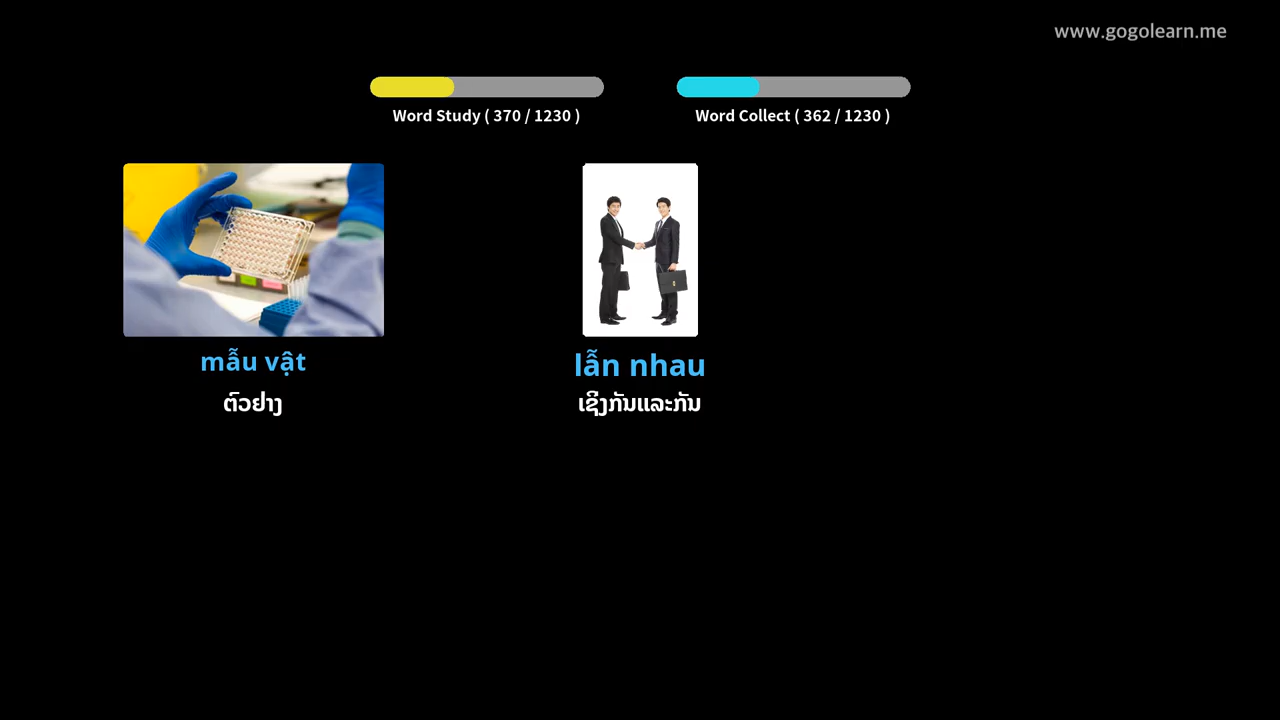 www.gogolearn.me
Word Study ( 370 / 1230 )
Word Collect ( 362 / 1230 )
mẫu vật
ຕົວຢ່າງ
lẫn nhau
ເຊິງກັນແລະກັນ